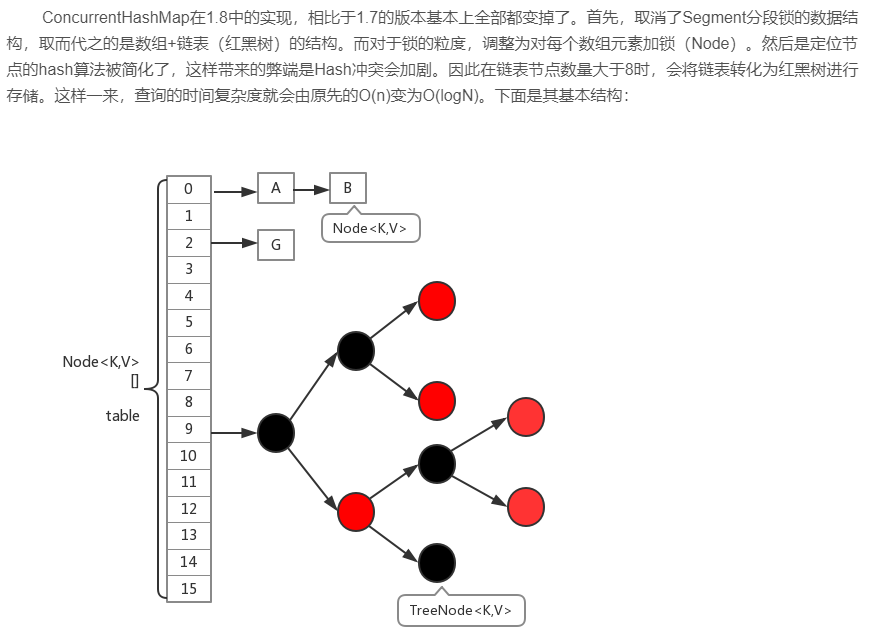 ConcurrentHashMap在1.8中的实现，相比于1.7的版本基本上全部都变掉了。首先，取消了Segment分段锁的数据结
构，取而代之的是数组+链表（红黑树）的结构。而对于锁的粒度，调整为对每个数组元素加锁（Node）。然后是定位节
点的hash算法被简化了，这样带来的弊端是Hash冲突会加剧。因此在链表节点数量大于8时，会将链表转化为红黑树进行
存储。这样一来，查询的时间复杂度就会由原先的O(n)变为O(logN)。下面是其基本结构：
0
A
B
1
Node<K,V>
2
G
3
4
5
6
Node<K,V>
[]
7
8
table
9
10
11
12
13
14
15
TreeNode<K,V>